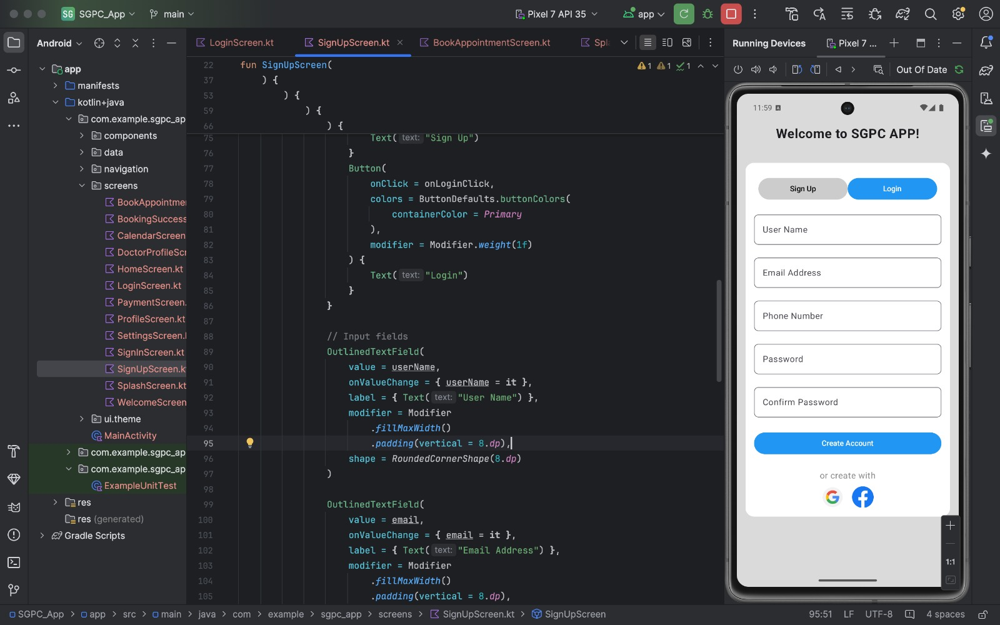 SG SGPC_App main Pixel 7 API 35 app
Android
LoginScreen.kt SignUpScreen.kt BookAppointmentScreen.kt Spl
Running Devices Pixel 7 ...
Out Of Date
app
manifests
kotlin+java
com.example.sgpc_ap
components
data
navigation
screens
BookAppointme
BookingSuccess
CalendarScreen
DoctorProfileScr
HomeScreen.kt
LoginScreen.kt
PaymentScreen.
ProfileScreen.kt
SettingsScreen.
SignInScreen.kt
SignUpScreen.k
SplashScreen.kt
WelcomeScreen
ui.theme
MainActivity
com.example.sgpc_ap
com.example.sgpc_ap
ExampleUnitTest
res
res (generated)
Gradle Scripts
1 1 1
22 fun SignUpScreen(
37 ) {
53 ) {
59 ) {
66 ) {
75 Text( text: "Sign Up")
76 }
77 Button(
78 onClick = onLoginClick,
79 colors = ButtonDefaults.buttonColors(
80 containerColor = Primary
81 ),
82 modifier = Modifier.weight(1f)
83 ) {
84 Text( text: "Login")
85 }
86 }
87
88 // Input fields
89 OutlinedTextField(
90 value = userName,
91 onValueChange = { userName = it },
92 label = { Text( text: "User Name") },
93 modifier = Modifier
94 .fillMaxWidth()
95 .padding(vertical = 8.dp),
96 shape = RoundedCornerShape(8.dp)
97 )
98
99 OutlinedTextField(
100 value = email,
101 onValueChange = { email = it },
102 label = { Text( text: "Email Address") },
103 modifier = Modifier
104 .fillMaxWidth()
105 .padding(vertical = 8.dp),
11:59
Welcome to SGPC APP!
Sign Up Login
User Name
Email Address
Phone Number
Password
Confirm Password
Create Account
or create with
1:1
SGPC_App > app > src > main > java > com > example > sgpc_app > screens > SignUpScreen.kt > SignUpScreen
95:51 LF UTF-8 4 spaces